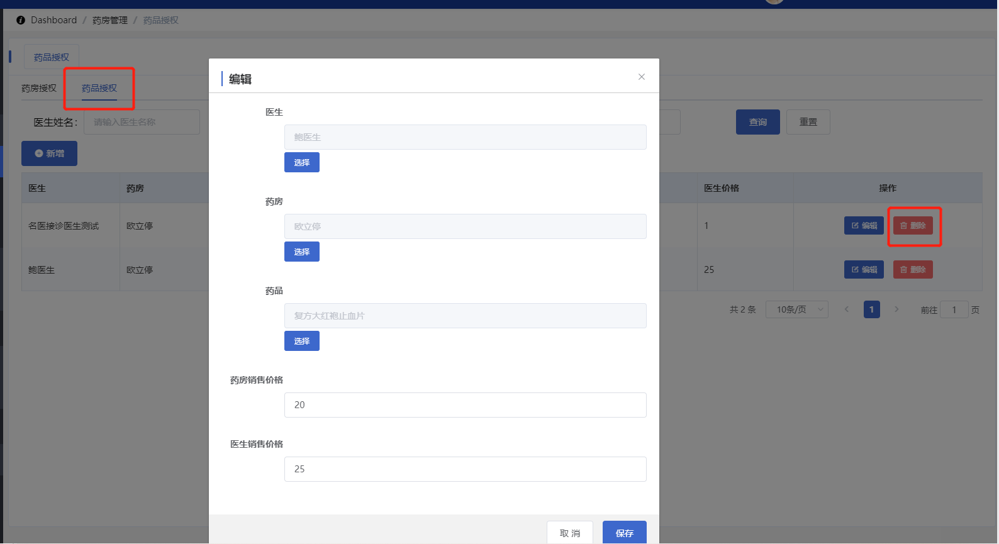 Dashboard / 药房管理 / 药品授权
药品授权
药房授权
药品授权
医生姓名：
请输入医生名称
查询
重置
新增
医生
药房
医生价格
操作
名医接诊医生测试
欧立停
1
编辑
删除
鲍医生
欧立停
25
编辑
删除
共 2 条
10条/页
1
前往
1
页
编辑
医生
鲍医生
选择
药房
欧立停
选择
药品
复方大红袍止血片
选择
药房销售价格
20
医生销售价格
25
取 消
保存